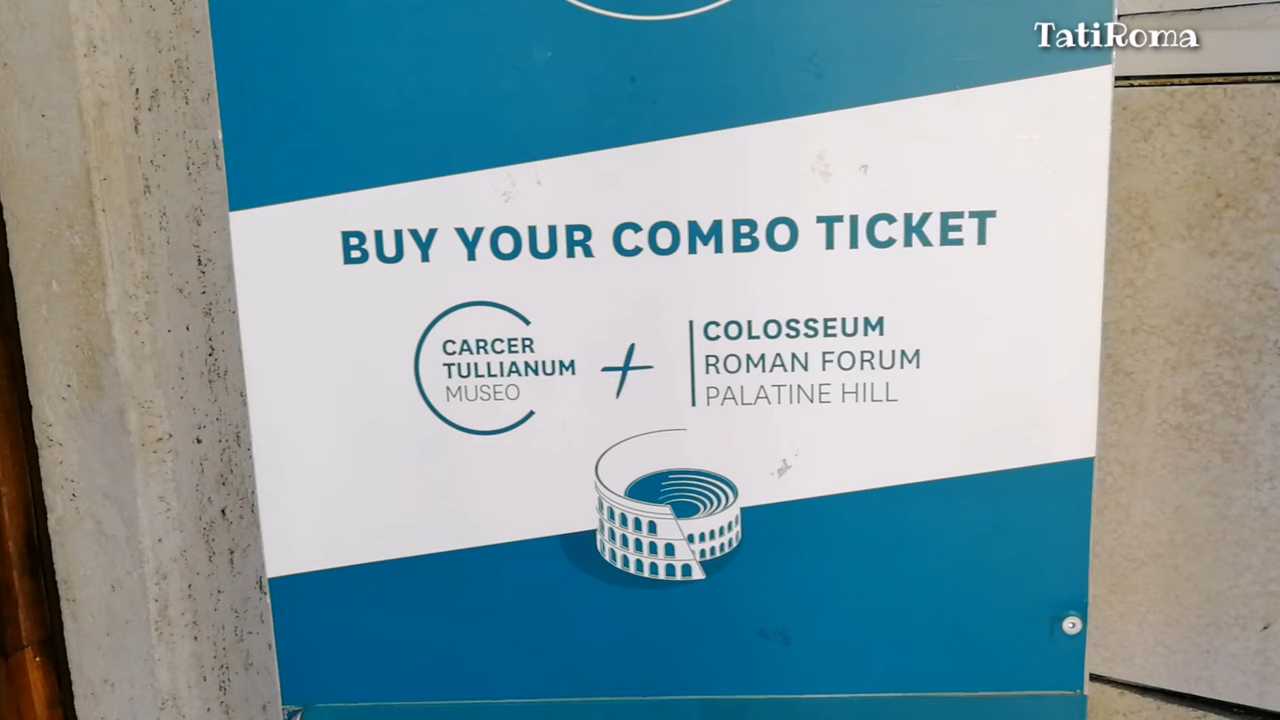 TatiRoma
BUY YOUR COMBO TICKET
CARCER
TULLIANUM
MUSEO
+
COLOSSEUM
ROMAN FORUM
PALATINE HILL